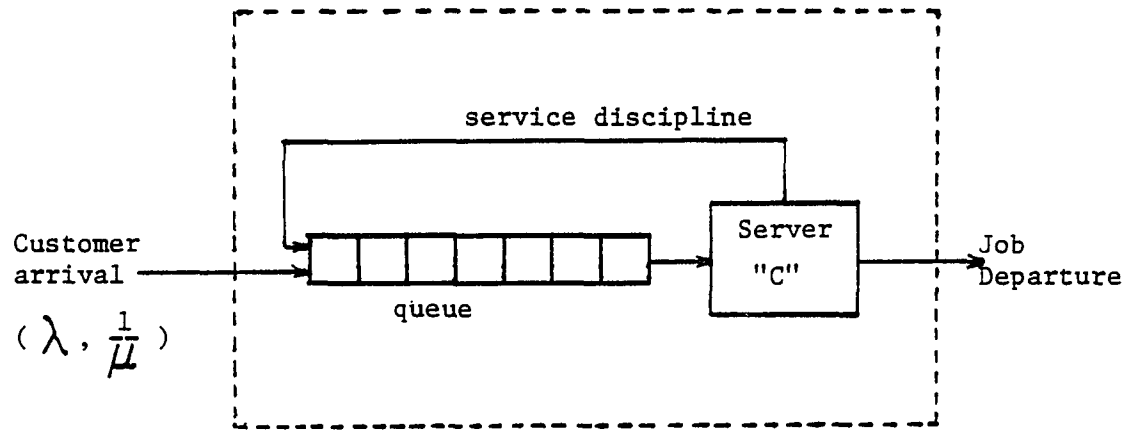 service discipline
Customer
arrival
( λ , 1/μ )
queue
Server
"C"
Job
Departure